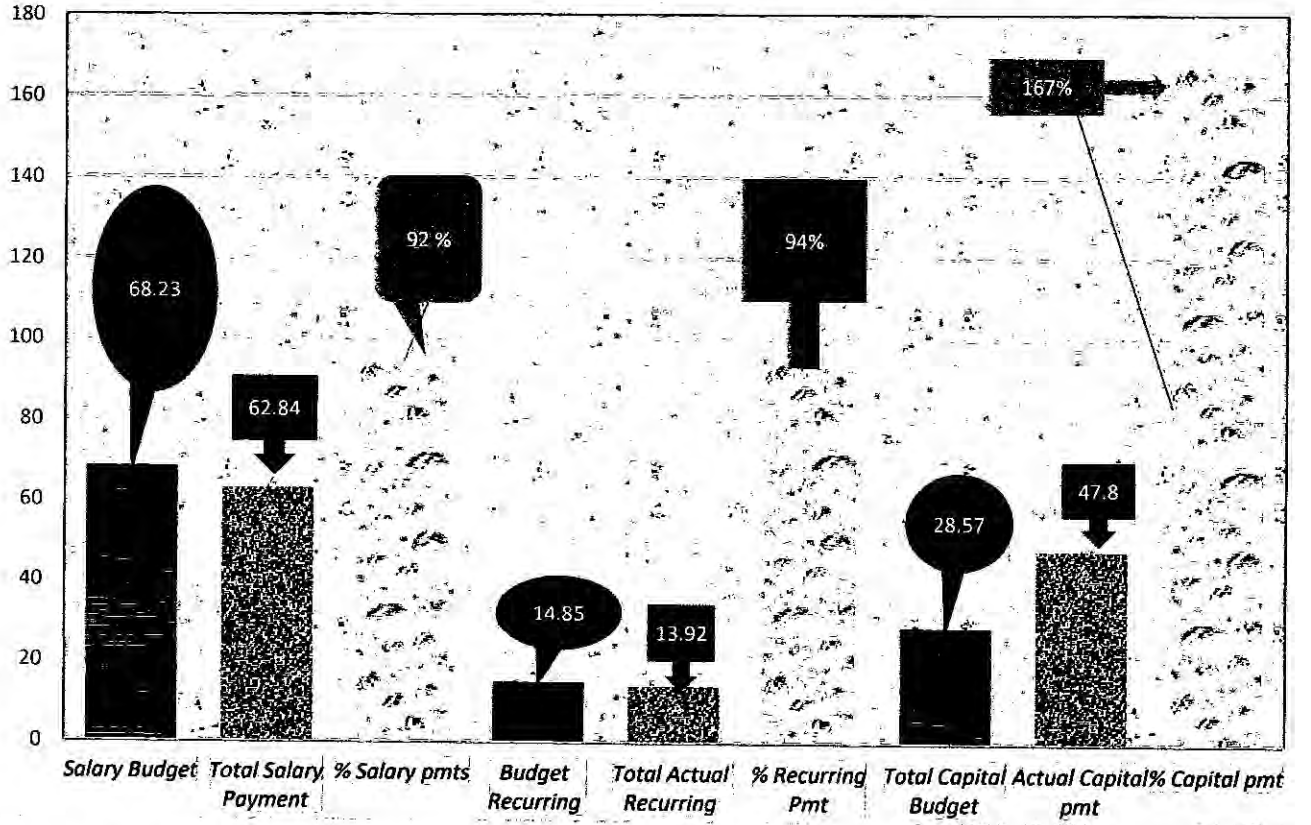 180
160
140
120
100
80
60
40
20
0
68.23
62.84
92 %
14.85
13.92
94%
28.57
47.8
167%
Salary Budget
Total Salary
Payment
% Salary pmts
Budget
Recurring
Total Actual
Recurring
% Recurring
Pmt
Total Capital
Budget
Actual Capital
pmt
% Capital pmt